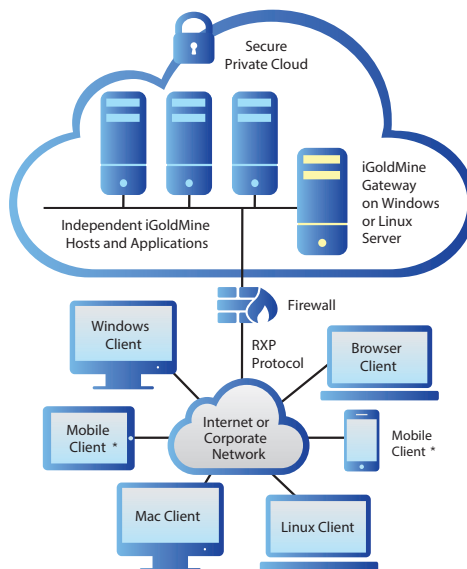 Secure
Private Cloud
iGoldMine
Gateway
on Windows
or Linux
Server
Independent iGoldMine
Hosts and Applications
Firewall
RXP
Protocol
Windows
Client
Browser
Client
Mobile
Client *
Internet or
Corporate
Network
Mobile
Client *
Mac Client
Linux Client